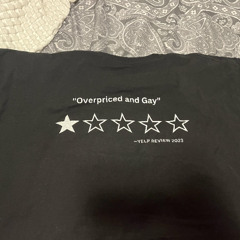 "Overpriced and Gay"
—YELP REVIEW 2023